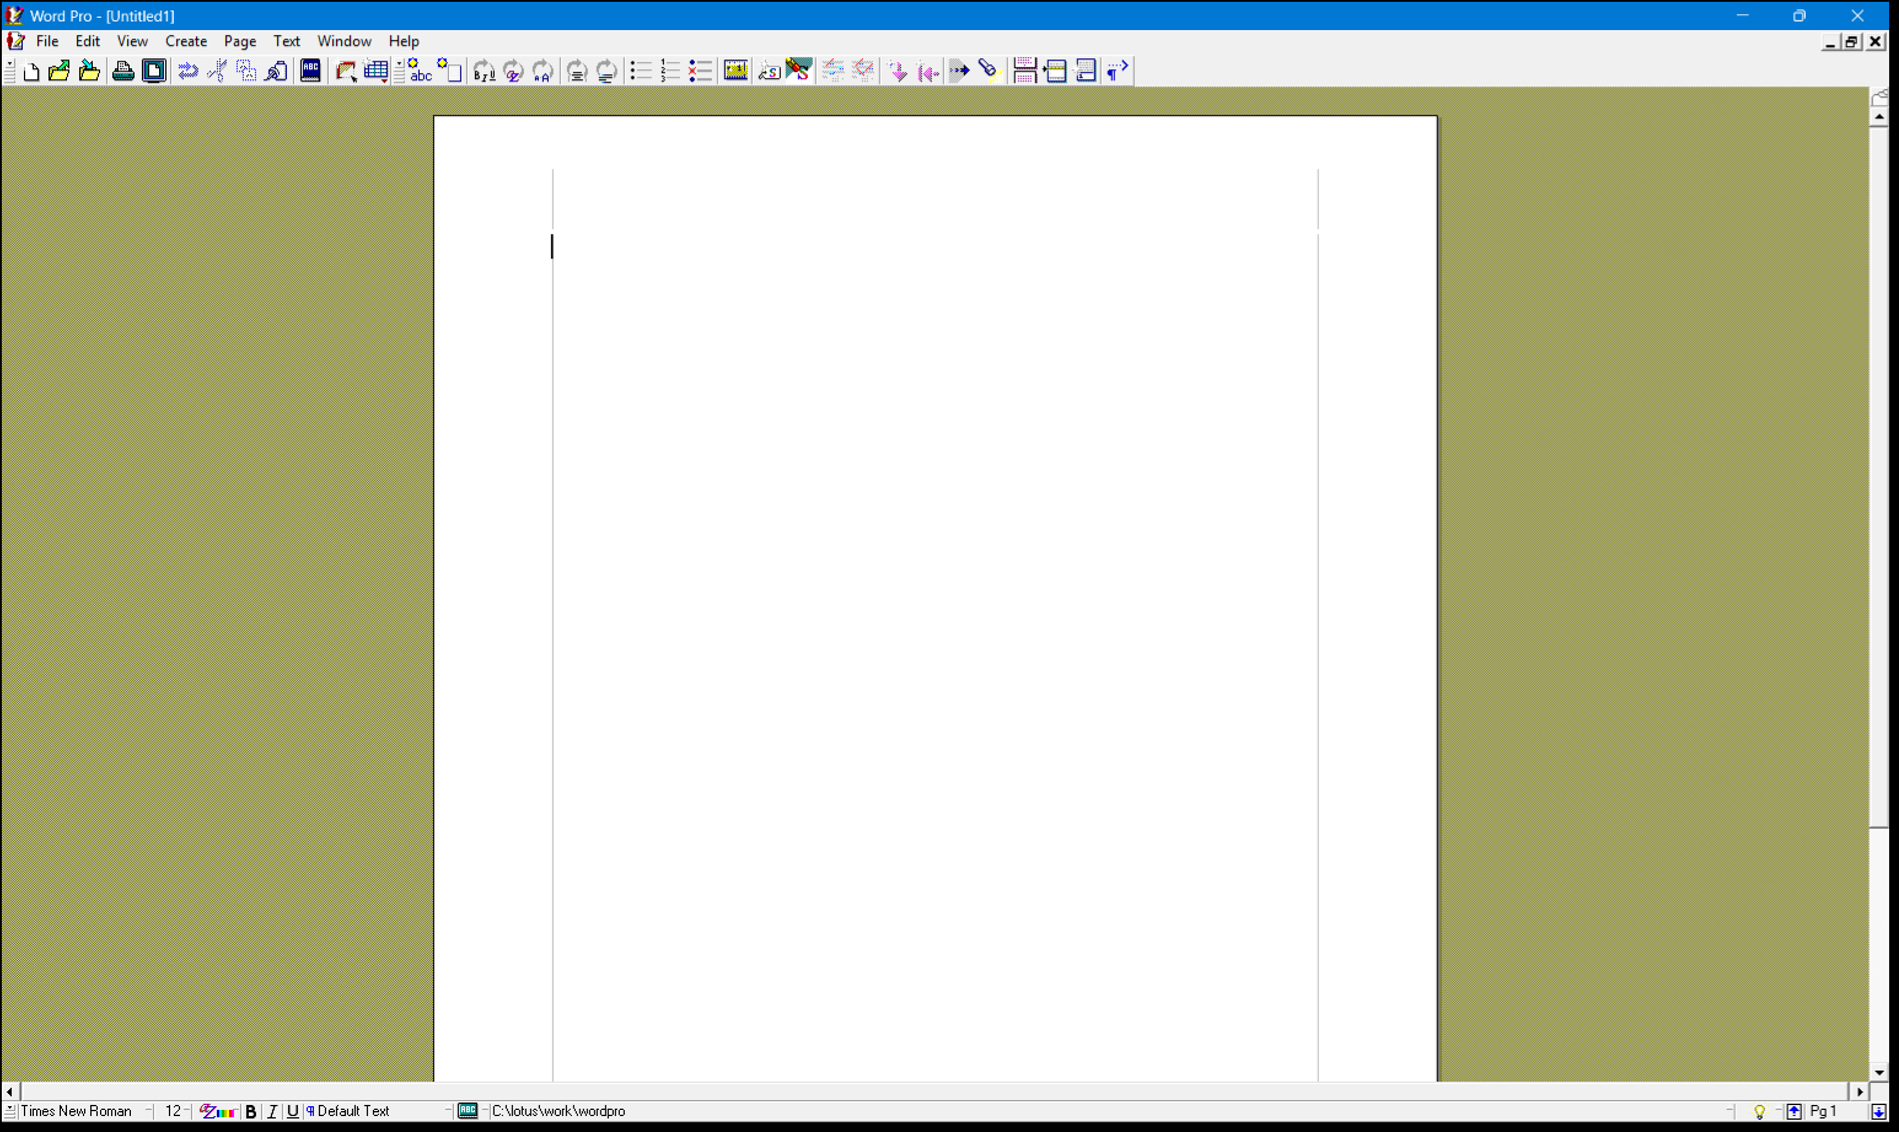 Word Pro - [Untitled1]
File Edit View Create Page Text Window Help
Times New Roman 12 B I U ¶ Default Text ABC C:\lotus\work\wordpro Pg 1